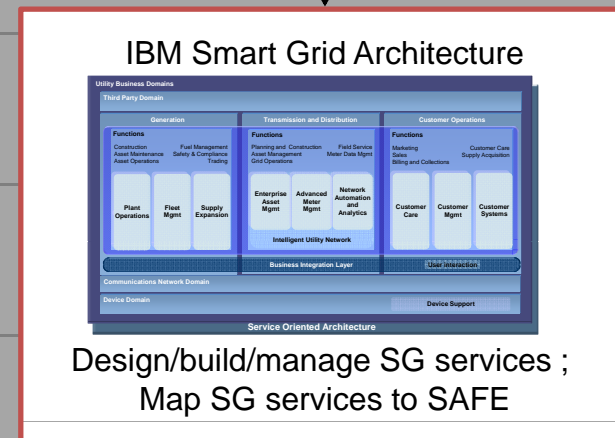 IBM Smart Grid Architecture
Utility Business Domains
Third Party Domain
Generation
Functions
Construction
Fuel Management
Asset Maintenance
Safety & Compliance
Asset Operations
Trading
Plant
Operations
Fleet
Mgmt
Supply
Expansion
Transmission and Distribution
Functions
Planning and Construction
Field Service
Asset Management
Meter Data Mgmt
Grid Operations
Enterprise
Asset
Mgmt
Advanced
Meter
Mgmt
Network
Automation
and
Analytics
Intelligent Utility Network
Customer Operations
Functions
Marketing
Customer Care
Sales
Supply Acquisition
Billing and Collections
Customer
Care
Customer
Mgmt
Customer
Systems
Business Integration Layer
User interaction
Communications Network Domain
Device Domain
Device Support
Service Oriented Architecture
Design/build/manage SG services ;
Map SG services to SAFE